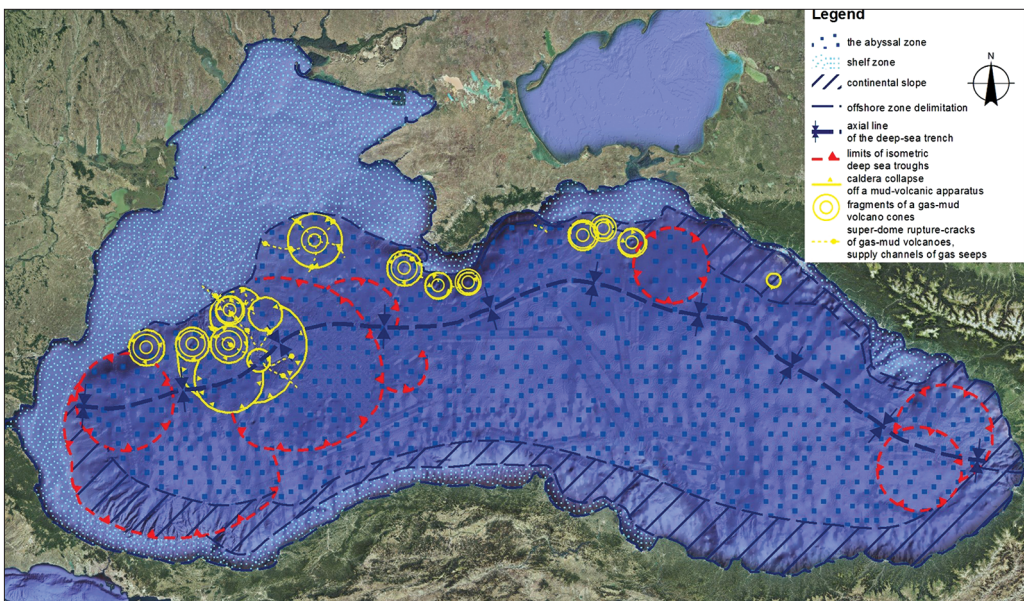 Legend
the abyssal zone
shelf zone
continental slope
N
offshore zone delimitation
axial line
of the deep-sea trench
limits of isometric
deep sea troughs
caldera collapse
off a mud-volcanic apparatus
fragments of a gas-mud
volcano cones
super-dome rupture-cracks
of gas-mud volcanoes,
supply channels of gas seeps